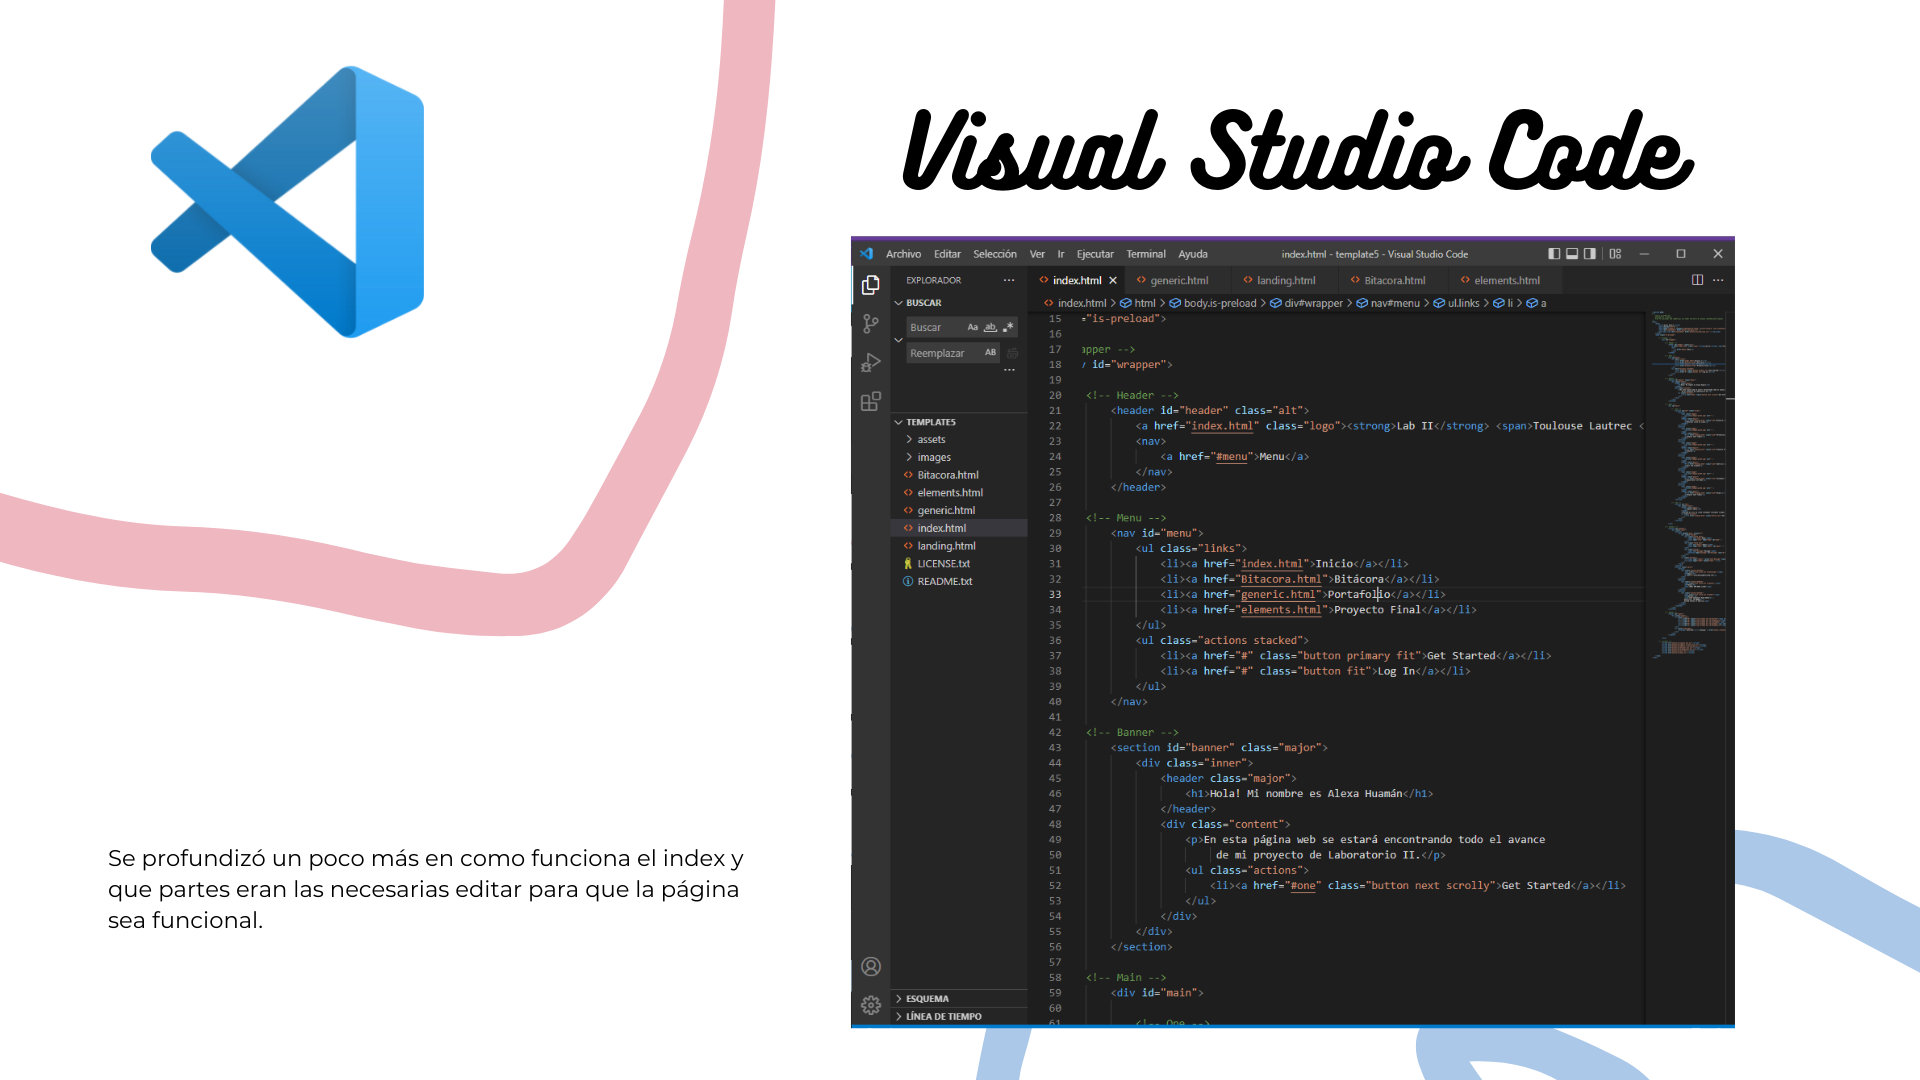 Visual Studio Code
Archivo Editar Selección Ver Ir Ejecutar Terminal Ayuda index.html - template5 - Visual Studio Code
EXPLORADOR
BUSCAR
Buscar Aa ab
Reemplazar AB
TEMPLATE5
assets
images
Bitacora.html
elements.html
generic.html
index.html
landing.html
LICENSE.txt
README.txt
ESQUEMA
LÍNEA DE TIEMPO
index.html generic.html landing.html Bitacora.html elements.html
index.html > html > body.is-preload > div#wrapper > nav#menu > ul.links > li > a
15 ="is-preload">
16
17 apper -->
18 id="wrapper">
19
20 <!-- Header -->
21 <header id="header" class="alt">
22 <a href="index.html" class="logo"><strong>Lab II</strong> <span>Toulouse Lautrec <
23 <nav>
24 <a href="#menu">Menu</a>
25 </nav>
26 </header>
27
28 <!-- Menu -->
29 <nav id="menu">
30 <ul class="links">
31 <li><a href="index.html">Inicio</a></li>
32 <li><a href="Bitacora.html">Bitácora</a></li>
33 <li><a href="generic.html">Portafolio</a></li>
34 <li><a href="elements.html">Proyecto Final</a></li>
35 </ul>
36 <ul class="actions stacked">
37 <li><a href="#" class="button primary fit">Get Started</a></li>
38 <li><a href="#" class="button fit">Log In</a></li>
39 </ul>
40 </nav>
41
42 <!-- Banner -->
43 <section id="banner" class="major">
44 <div class="inner">
45 <header class="major">
46 <h1>Hola! Mi nombre es Alexa Huamán</h1>
47 </header>
48 <div class="content">
49 <p>En esta página web se estará encontrando todo el avance
50 de mi proyecto de Laboratorio II.</p>
51 <ul class="actions">
52 <li><a href="#one" class="button next scrolly">Get Started</a></li>
53 </ul>
54 </div>
55 </div>
56 </section>
57
58 <!-- Main -->
59 <div id="main">
60
61 <!-- One -->
Se profundizó un poco más en como funciona el index y
que partes eran las necesarias editar para que la página
sea funcional.